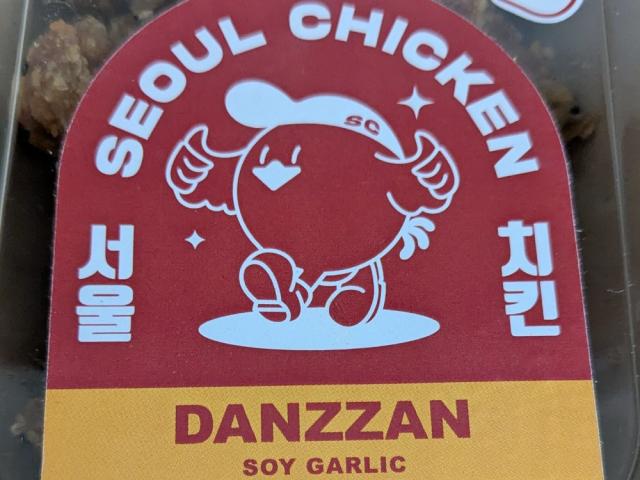 SEOUL CHICKEN
SC
서울
치킨
DANZZAN
SOY GARLIC